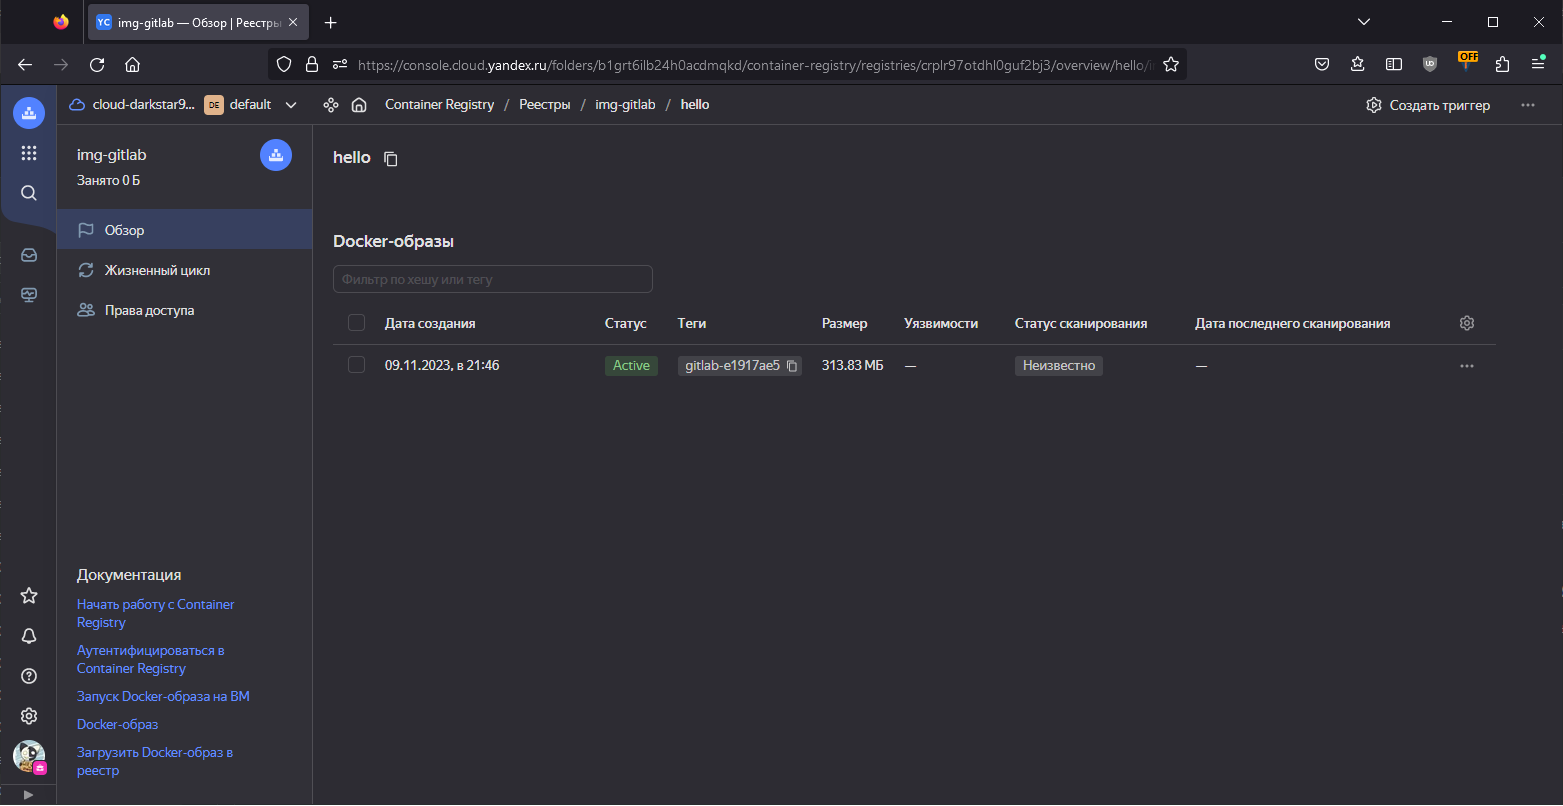 YC img-gitlab — Обзор | Реестры
https://console.cloud.yandex.ru/folders/b1grt6ilb24h0acdmqkd/container-registry/registries/crplr97otdhl0guf2bj3/overview/hello/
OFF
cloud-darkstar9... DE default Container Registry / Реестры / img-gitlab / hello Создать триггер
img-gitlab
Занято 0 Б
Обзор
Жизненный цикл
Права доступа
Документация
Начать работу с Container
Registry
Аутентифицироваться в
Container Registry
Запуск Docker-образа на ВМ
Docker-образ
Загрузить Docker-образ в
реестр
hello
Docker-образы
Фильтр по хешу или тегу
Дата создания Статус Теги Размер Уязвимости Статус сканирования Дата последнего сканирования
09.11.2023, в 21:46 Active gitlab-e1917ae5 313.83 МБ — Неизвестно —